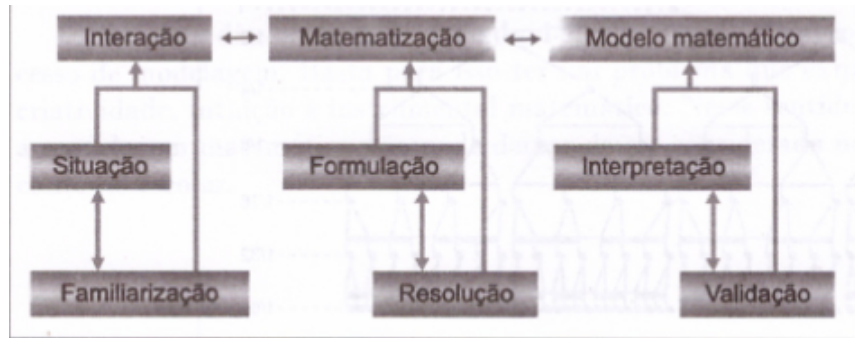 Interação Matematização Modelo matemático
Situação Formulação Interpretação
Familiarização Resolução Validação